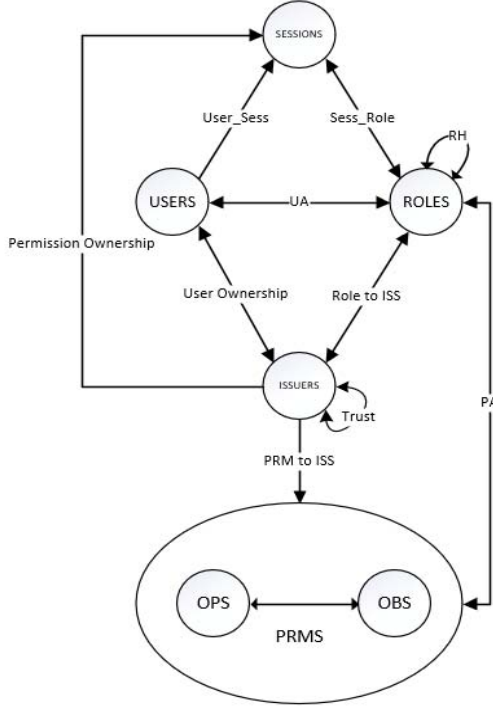 SESSIONS
User_Sess
Sess_Role
RH
USERS
UA
ROLES
Permission Ownership
User Ownership
Role to ISS
ISSUERS
Trust
PA
PRM to ISS
OPS
OBS
PRMS